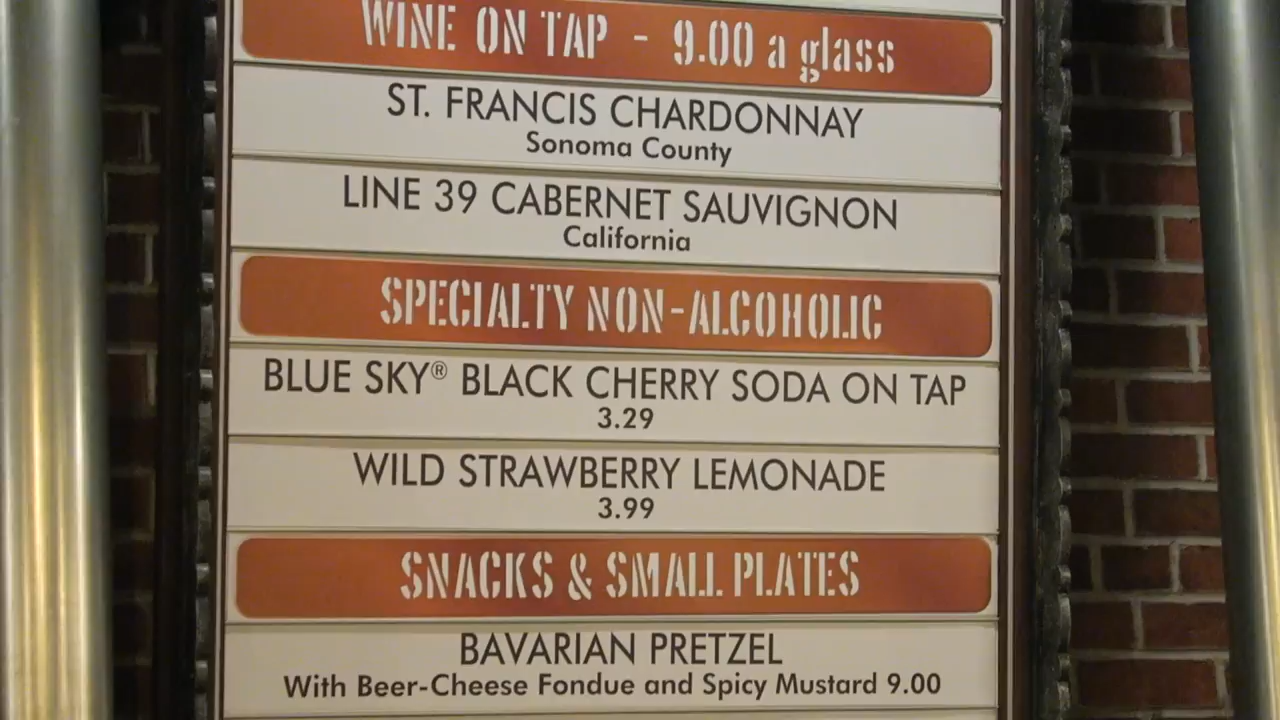 WINE ON TAP - 9.00 a glass
ST. FRANCIS CHARDONNAY
Sonoma County
LINE 39 CABERNET SAUVIGNON
California
SPECIALTY NON-ALCOHOLIC
BLUE SKY® BLACK CHERRY SODA ON TAP
3.29
WILD STRAWBERRY LEMONADE
3.99
SNACKS & SMALL PLATES
BAVARIAN PRETZEL
With Beer-Cheese Fondue and Spicy Mustard 9.00